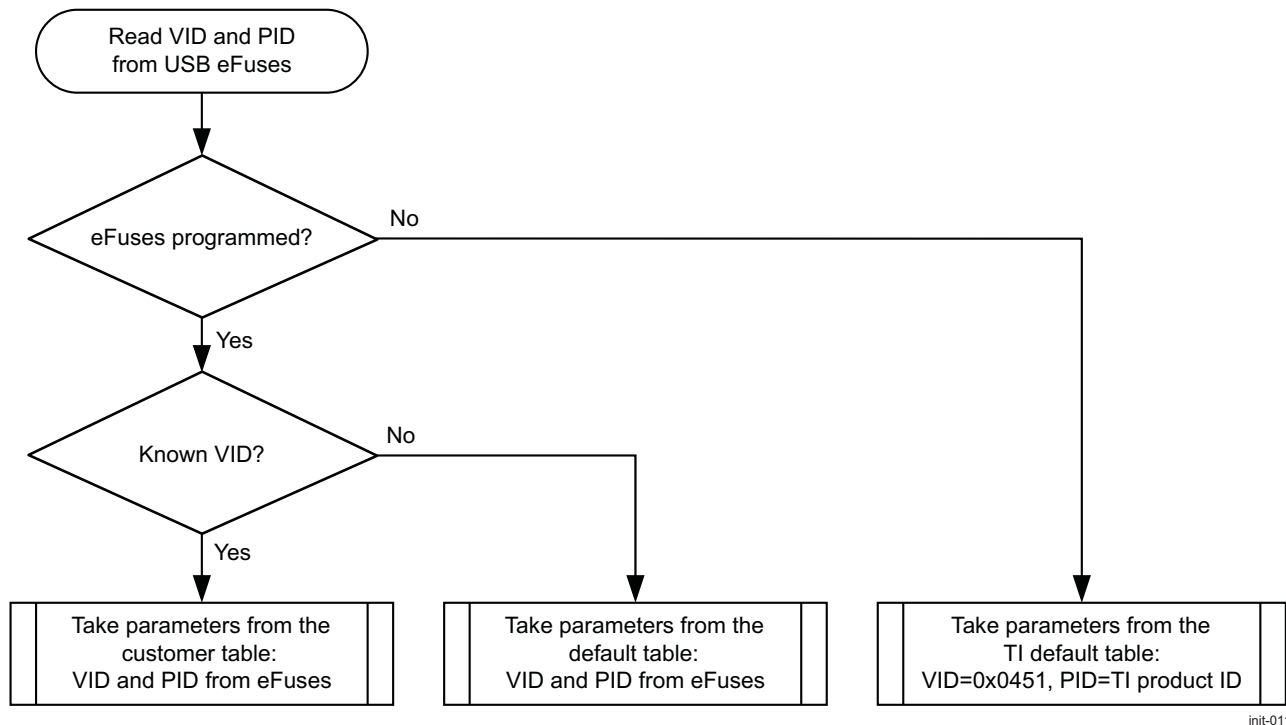 Read VID and PID
from USB eFuses
eFuses programmed?
No
Yes
Known VID?
No
Yes
Take parameters from the
customer table:
VID and PID from eFuses
Take parameters from the
default table:
VID and PID from eFuses
Take parameters from the
TI default table:
VID=0x0451, PID=TI product ID